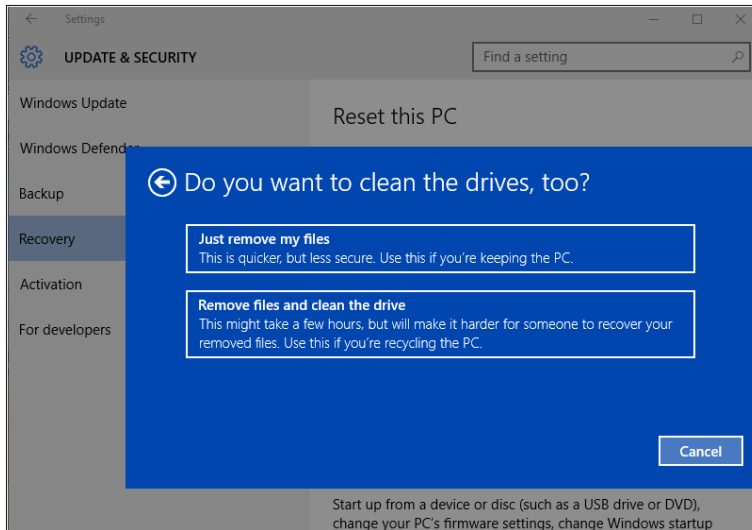 Settings
UPDATE & SECURITY
Find a setting
Windows Update
Reset this PC
Windows Defende
Do you want to clean the drives, too?
Backup
Just remove my files
This is quicker, but less secure. Use this if you're keeping the PC.
Recovery
Activation
Remove files and clean the drive
This might take a few hours, but will make it harder for someone to recover your
removed files. Use this if you're recycling the PC.
For developers
Cancel
Start up from a device or disc (such as a USB drive or DVD),
change your PC's firmware settings, change Windows startup